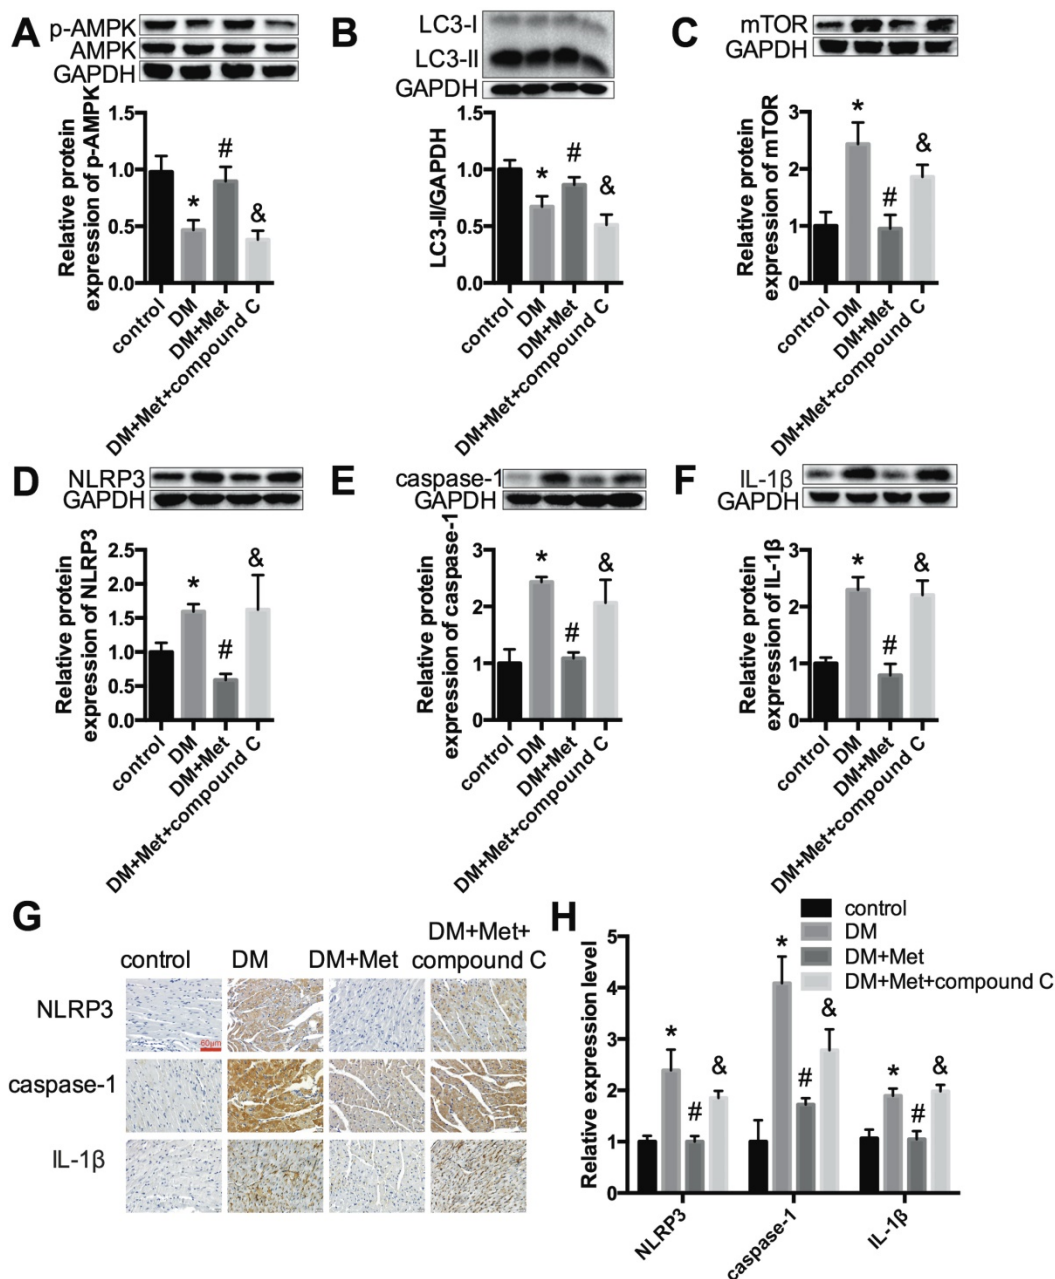 A
p-AMPK
AMPK
GAPDH
Relative protein
expression of p-AMPK
1.5
1.0
0.5
0.0
*
#
&
control
DM
DM+Met
DM+Met+compound C
B
LC3-I
LC3-II
GAPDH
LC3-II/GAPDH
1.5
1.0
0.5
0.0
*
#
&
control
DM
DM+Met
DM+Met+compound C
C
mTOR
GAPDH
Relative protein
expression of mTOR
3
2
1
0
*
#
&
control
DM
DM+Met
DM+Met+compound C
D
NLRP3
GAPDH
Relative protein
expression of NLRP3
2.5
2.0
1.5
1.0
0.5
0.0
*
#
&
control
DM
DM+Met
DM+Met+compound C
E
caspase-1
GAPDH
Relative protein
expression of caspase-1
3
2
1
0
*
#
&
control
DM
DM+Met
DM+Met+compound C
F
IL-1β
GAPDH
Relative protein
expression of IL-1β
3
2
1
0
*
#
&
control
DM
DM+Met
DM+Met+compound C
G
control
DM
DM+Met
DM+Met+
compound C
NLRP3
60μm
caspase-1
IL-1β
H
control
DM
DM+Met
DM+Met+compound C
Relative expression level
5
4
3
2
1
0
*
#
&
*
#
&
*
#
&
NLRP3
caspase-1
IL-1β